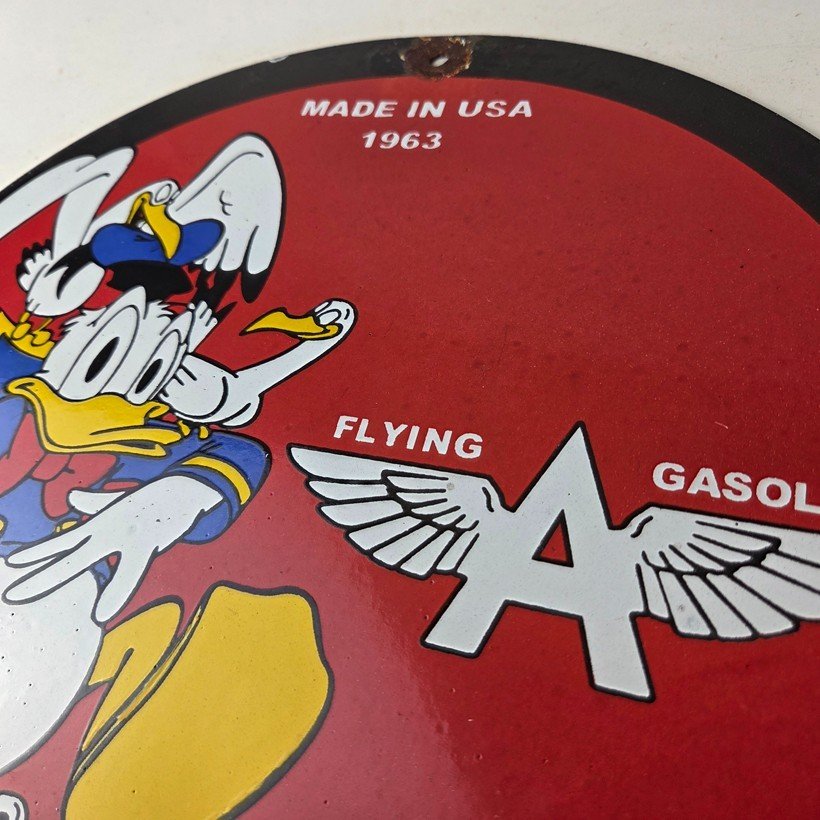 MADE IN USA
1963
FLYING A GASOL